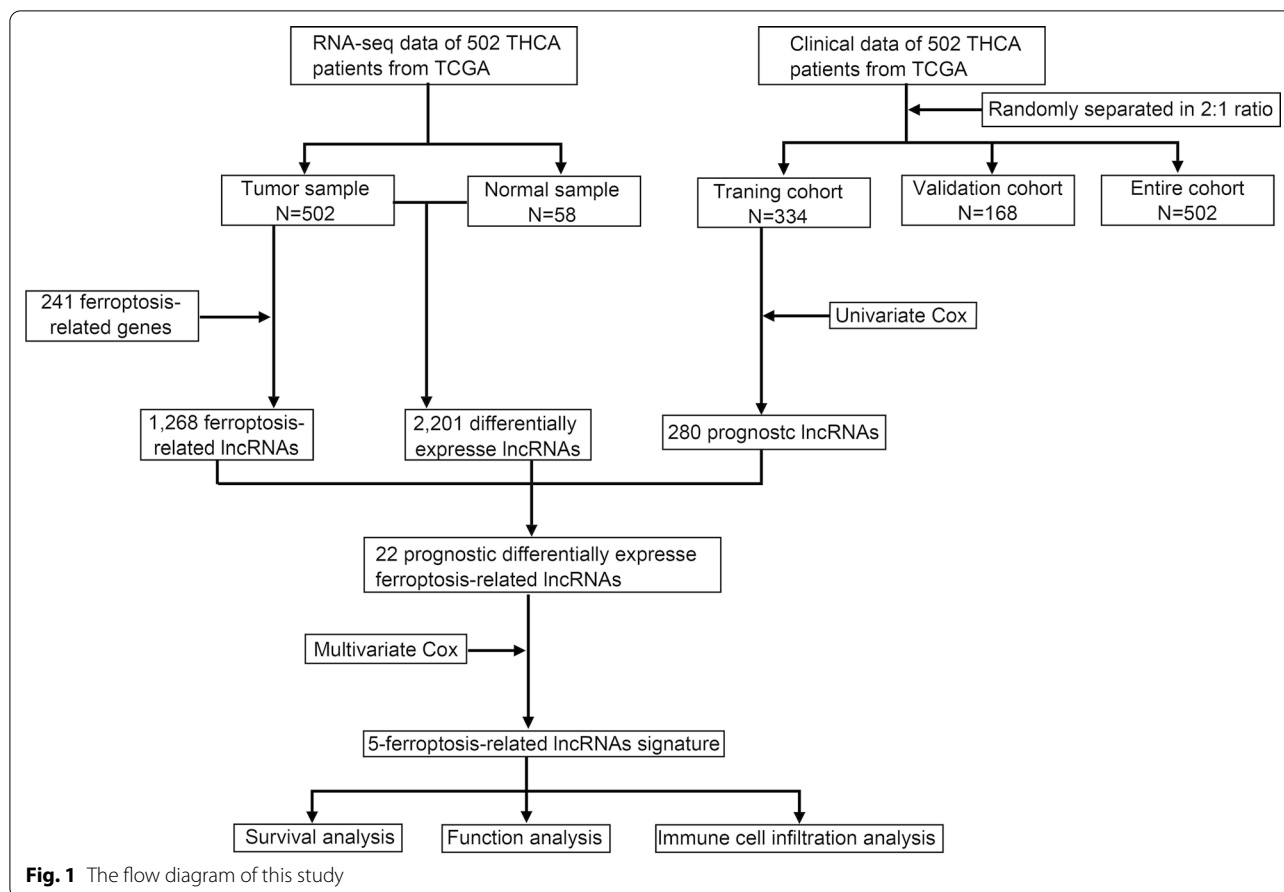 RNA-seq data of 502 THCA
patients from TCGA
Clinical data of 502 THCA
patients from TCGA
Randomly separated in 2:1 ratio
Tumor sample
N=502
Normal sample
N=58
Traning cohort
N=334
Validation cohort
N=168
Entire cohort
N=502
241 ferroptosis-
related genes
Univariate Cox
1,268 ferroptosis-
related lncRNAs
2,201 differentially
expresse lncRNAs
280 prognostc lncRNAs
22 prognostic differentially expresse
ferroptosis-related lncRNAs
Multivariate Cox
5-ferroptosis-related lncRNAs signature
Survival analysis
Function analysis
Immune cell infiltration analysis
Fig. 1 The flow diagram of this study